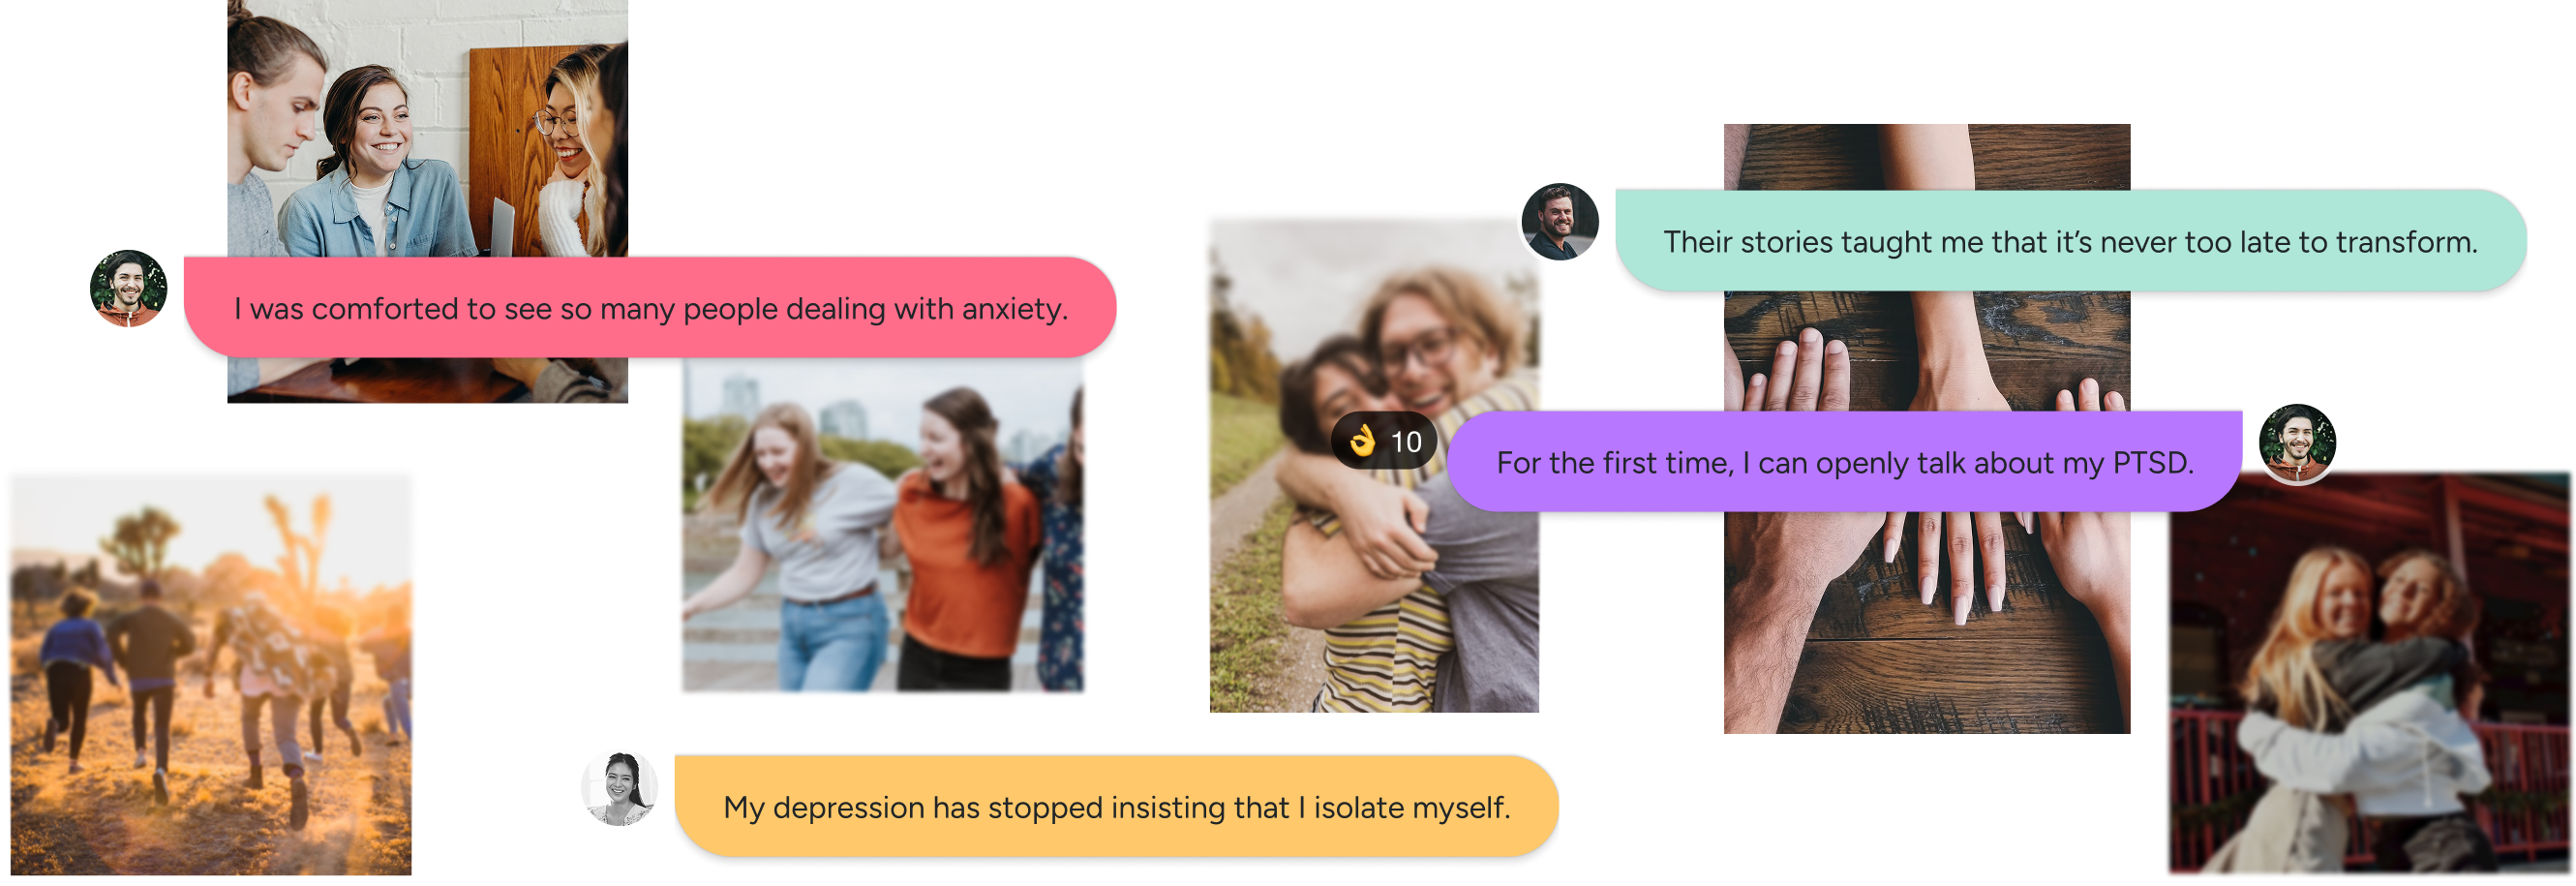 I was comforted to see so many people dealing with anxiety.
Their stories taught me that it’s never too late to transform.
👌 10
For the first time, I can openly talk about my PTSD.
My depression has stopped insisting that I isolate myself.